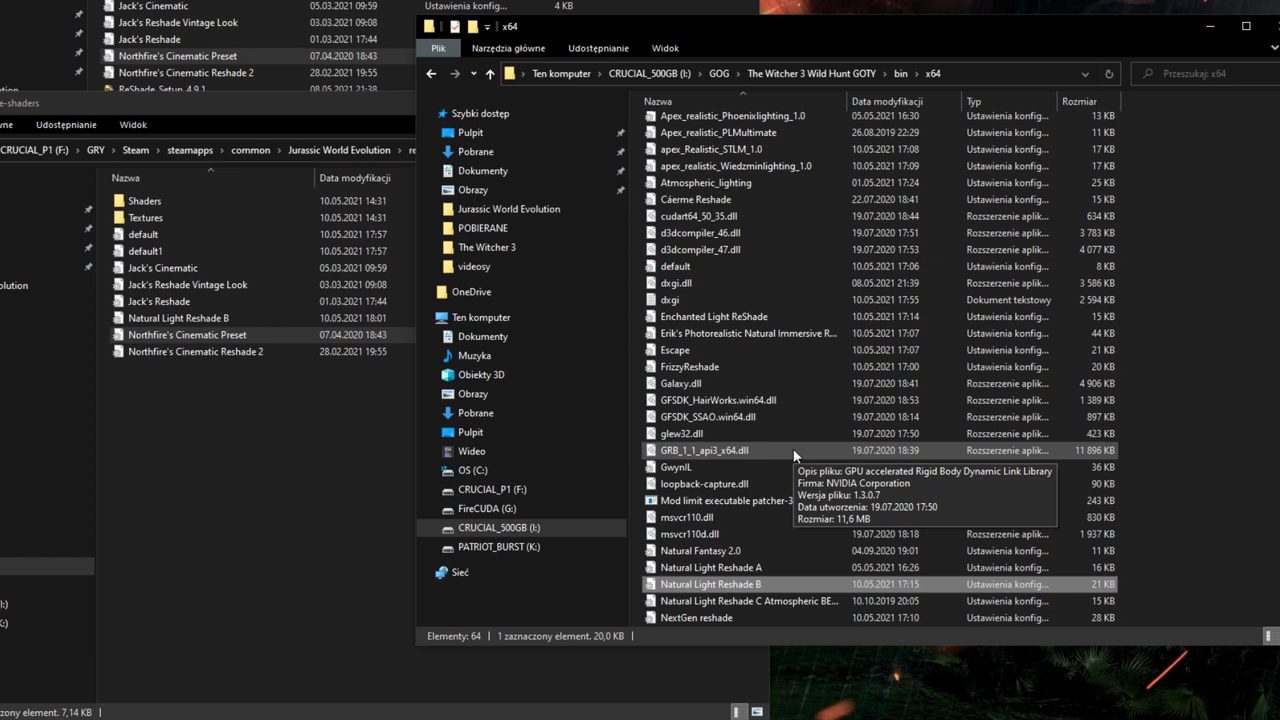 Jack's Cinematic 05.03.2021 09:59 Ustawienia konfig... 4 KB
Jack's Reshade Vintage Look 03.03.2021 09:08
Jack's Reshade 01.03.2021 17:44
Northfire's Cinematic Preset 07.04.2020 18:43
Northfire's Cinematic Reshade 2 28.02.2021 19:55
ReShade_Setup_4.9.1 08.05.2021 21:38
e-shaders
wne Udostępnianie Widok
CRUCIAL_P1 (F:) GRY Steam steamapps common Jurassic World Evolution re
Nazwa Data modyfikacji
Shaders 10.05.2021 14:31
Textures 10.05.2021 14:31
default 10.05.2021 17:57
default1 10.05.2021 17:57
Jack's Cinematic 05.03.2021 09:59
Jack's Reshade Vintage Look 03.03.2021 09:08
Jack's Reshade 01.03.2021 17:44
Natural Light Reshade B 10.05.2021 18:01
Northfire's Cinematic Preset 07.04.2020 18:43
Northfire's Cinematic Reshade 2 28.02.2021 19:55
olution
I:)
K:)
zony element. 7,14 KB
x64
Plik Narzędzia główne Udostępnianie Widok
Ten komputer CRUCIAL_500GB (I:) GOG The Witcher 3 Wild Hunt GOTY bin x64
Przeszukaj: x64
Szybki dostęp
Pulpit
Pobrane
Dokumenty
Obrazy
Jurassic World Evolution
POBIERANE
The Witcher 3
videosy
OneDrive
Ten komputer
Dokumenty
Muzyka
Obiekty 3D
Obrazy
Pobrane
Pulpit
Wideo
OS (C:)
CRUCIAL_P1 (F:)
FireCUDA (G:)
CRUCIAL_500GB (I:)
PATRIOT_BURST (K:)
Sieć
Nazwa Data modyfikacji Typ Rozmiar
Apex_realistic_Phoenixlighting_1.0 05.05.2021 16:30 Ustawienia konfig... 13 KB
Apex_realistic_PLMultimate 26.08.2019 22:29 Ustawienia konfig... 11 KB
apex_Realistic_STLM_1.0 10.05.2021 17:08 Ustawienia konfig... 17 KB
apex_realistic_Wiedzminlighting_1.0 10.05.2021 17:09 Ustawienia konfig... 17 KB
Atmospheric_lighting 01.05.2021 17:24 Ustawienia konfig... 25 KB
Cáerme Reshade 22.07.2020 18:41 Ustawienia konfig... 15 KB
cudart64_50_35.dll 19.07.2020 18:44 Rozszerzenie aplik... 634 KB
d3dcompiler_46.dll 19.07.2020 17:51 Rozszerzenie aplik... 3 783 KB
d3dcompiler_47.dll 19.07.2020 17:53 Rozszerzenie aplik... 4 077 KB
default 10.05.2021 17:06 Ustawienia konfig... 8 KB
dxgi.dll 08.05.2021 21:39 Rozszerzenie aplik... 3 586 KB
dxgi 10.05.2021 17:55 Dokument tekstowy 2 594 KB
Enchanted Light ReShade 10.05.2021 17:14 Ustawienia konfig... 15 KB
Erik's Photorealistic Natural Immersive R... 10.05.2021 17:07 Ustawienia konfig... 44 KB
Escape 10.05.2021 17:07 Ustawienia konfig... 21 KB
FrizzyReshade 10.05.2021 17:00 Ustawienia konfig... 20 KB
Galaxy.dll 19.07.2020 18:41 Rozszerzenie aplik... 4 906 KB
GFSDK_HairWorks.win64.dll 19.07.2020 18:53 Rozszerzenie aplik... 1 389 KB
GFSDK_SSAO.win64.dll 19.07.2020 18:14 Rozszerzenie aplik... 897 KB
glew32.dll 19.07.2020 17:50 Rozszerzenie aplik... 423 KB
GRB_1_1_api3_x64.dll 19.07.2020 18:39 Rozszerzenie aplik... 11 896 KB
GwynIL 36 KB
loopback-capture.dll 90 KB
Mod limit executable patcher-3 243 KB
msvcr110.dll 830 KB
msvcr110d.dll 19.07.2020 18:18 Rozszerzenie aplik... 1 937 KB
Natural Fantasy 2.0 04.09.2020 19:01 Ustawienia konfig... 11 KB
Natural Light Reshade A 05.05.2021 16:26 Ustawienia konfig... 16 KB
Natural Light Reshade B 10.05.2021 17:15 Ustawienia konfig... 21 KB
Natural Light Reshade C Atmospheric BE... 10.10.2019 20:05 Ustawienia konfig... 15 KB
NextGen reshade 10.05.2021 17:10 Ustawienia konfig... 28 KB
Opis pliku: GPU accelerated Rigid Body Dynamic Link Library
Firma: NVIDIA Corporation
Wersja pliku: 1.3.0.7
Data utworzenia: 19.07.2020 17:50
Rozmiar: 11,6 MB
Elementy: 64 1 zaznaczony element. 20,0 KB